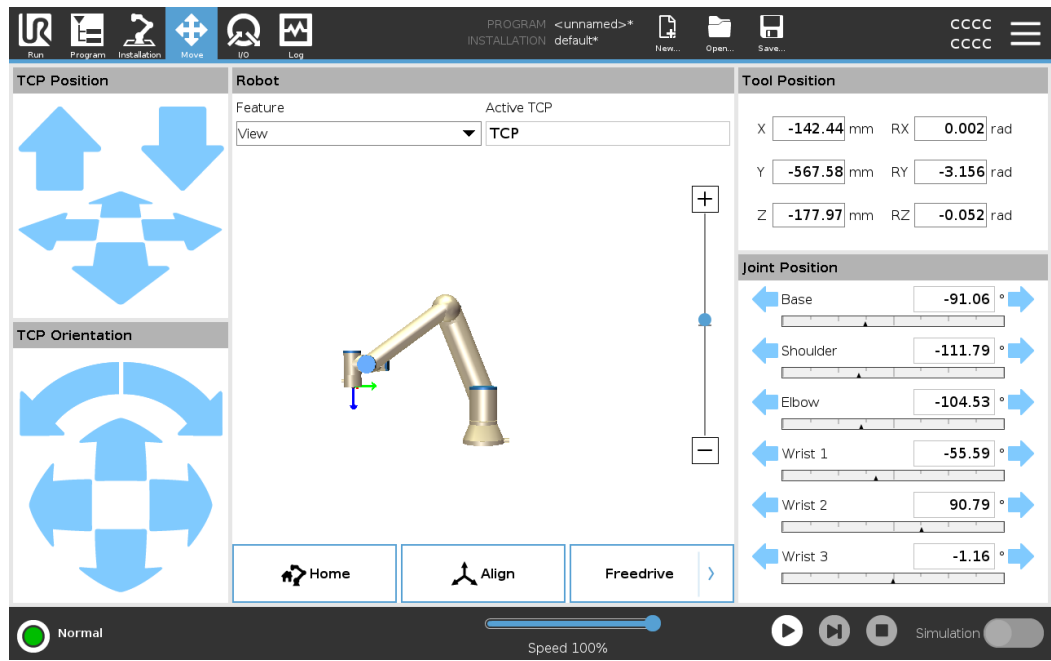 PROGRAM <unnamed>*
INSTALLATION default*
CCCC
CCCC
Run Program Installation Move I/O Log New... Open... Save...
TCP Position
Robot
Tool Position
Feature Active TCP
View TCP
X -142.44 mm RX 0.002 rad
Y -567.58 mm RY -3.156 rad
Z -177.97 mm RZ -0.052 rad
Joint Position
Base -91.06 °
Shoulder -111.79 °
Elbow -104.53 °
Wrist 1 -55.59 °
Wrist 2 90.79 °
Wrist 3 -1.16 °
TCP Orientation
Home Align Freedrive
Normal
Speed 100%
Simulation